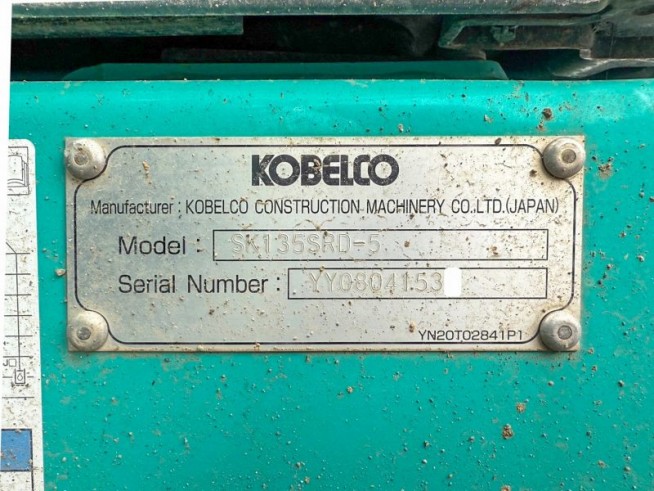 KOBELCO
Manufacturer : KOBELCO CONSTRUCTION MACHINERY CO.,LTD.(JAPAN)
Model : SK135SRD-5
Serial Number : YY0804153
YN20T02841P1